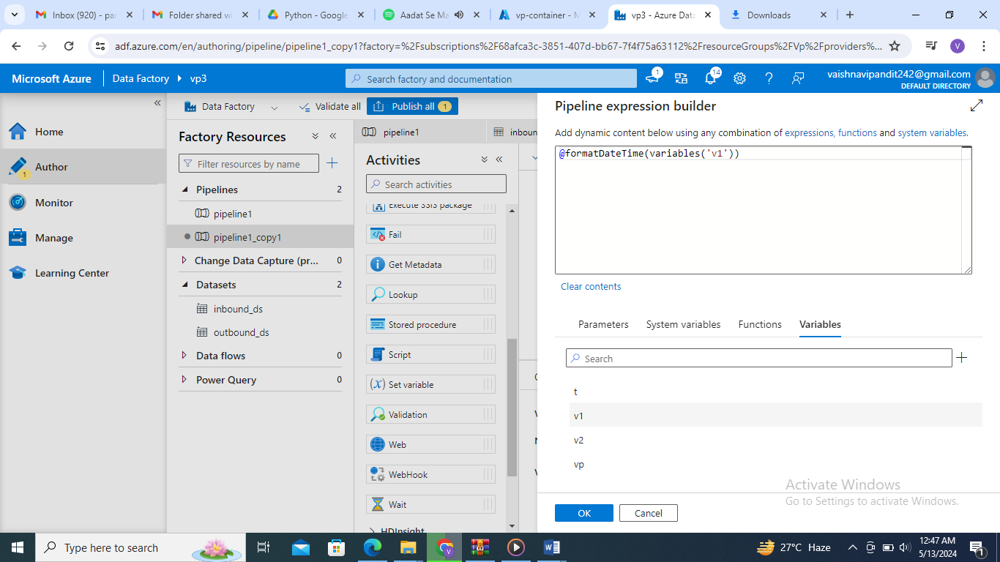 Inbox (920) - pa
Folder shared wi
Python - Google
Aadat Se Ma
vp-container - M
vp3 - Azure Data
Downloads
adf.azure.com/en/authoring/pipeline/pipeline1_copy1?factory=%2Fsubscriptions%2F68afca3c-3851-407d-bb67-7f4f75a63112%2FresourceGroups%2FVp%2Fproviders%...
V
Microsoft Azure
Data Factory
vp3
Search factory and documentation
1
14
vaishnavipandit242@gmail.com
DEFAULT DIRECTORY
Home
Author
1
Monitor
Manage
Learning Center
Data Factory
Validate all
Publish all 1
Factory Resources
Filter resources by name
Pipelines 2
pipeline1
pipeline1_copy1
Change Data Capture (pr... 0
Datasets 2
inbound_ds
outbound_ds
Data flows 0
Power Query 0
pipeline1
inboun
Activities
Search activities
Execute SSIS package
Fail
Get Metadata
Lookup
Stored procedure
Script
(x) Set variable
Validation
Web
WebHook
Wait
HDInsight
Pipeline expression builder
Add dynamic content below using any combination of expressions, functions and system variables.
@formatDateTime(variables('v1'))
Clear contents
Parameters
System variables
Functions
Variables
Search
t
v1
v2
vp
Activate Windows
Go to Settings to activate Windows.
OK
Cancel
Type here to search
27°C Haze
12:47 AM
5/13/2024
1